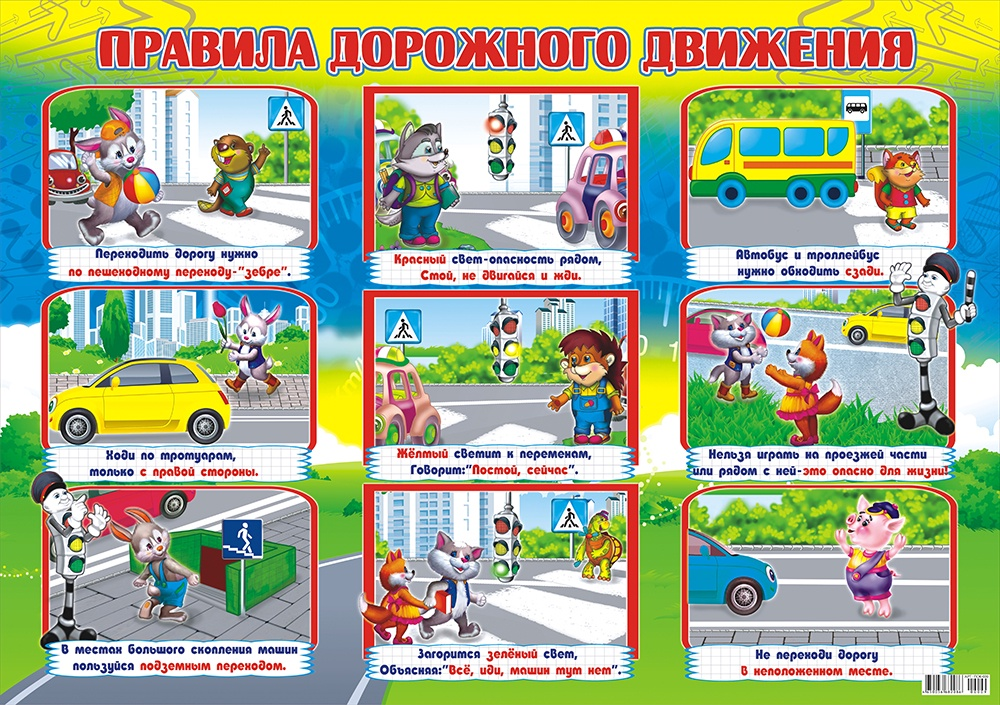 ПРАВИЛА ДОРОЖНОГО ДВИЖЕНИЯ
Переходить дорогу нужно
по пешеходному переходу-"зебре".
Красный свет-опасность рядом,
Стой, не двигайся и жди.
Автобус и троллейбус
нужно обходить сзади.
Ходи по тротуарам,
только с правой стороны.
Жёлтый светит к переменам,
Говорит:"Постой, сейчас".
Нельзя играть на проезжей части
или рядом с ней-это опасно для жизни!
В местах большого скопления машин
пользуйся подземным переходом.
Загорится зелёный свет,
Объясняя:"Всё, иди, машин тут нет".
Не переходи дорогу
в неположенном месте.